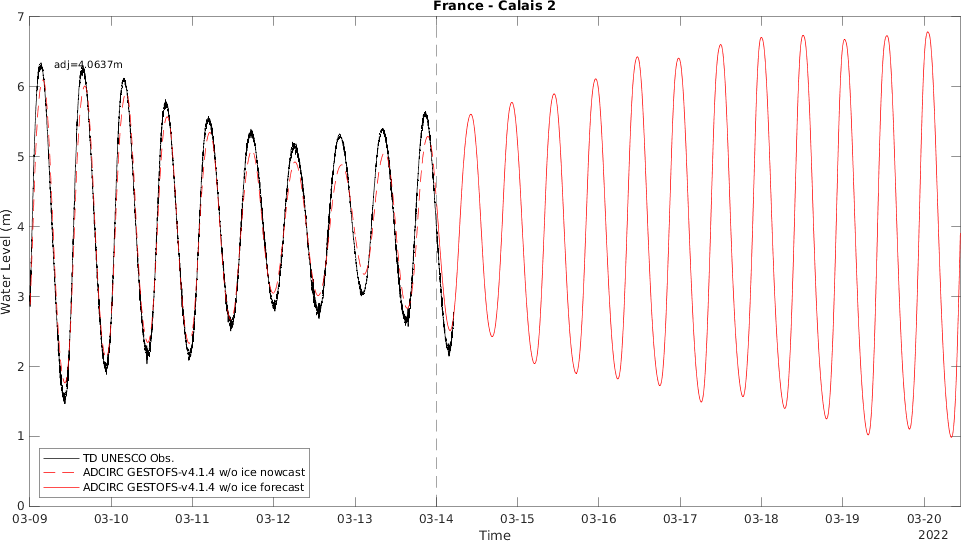 France - Calais 2
adj=4.0637m
7
6
5
4
3
2
1
0
Water Level (m)
TD UNESCO Obs.
ADCIRC GESTOFS-v4.1.4 w/o ice nowcast
ADCIRC GESTOFS-v4.1.4 w/o ice forecast
03-09 03-10 03-11 03-12 03-13 03-14 03-15 03-16 03-17 03-18 03-19 03-20
Time
2022